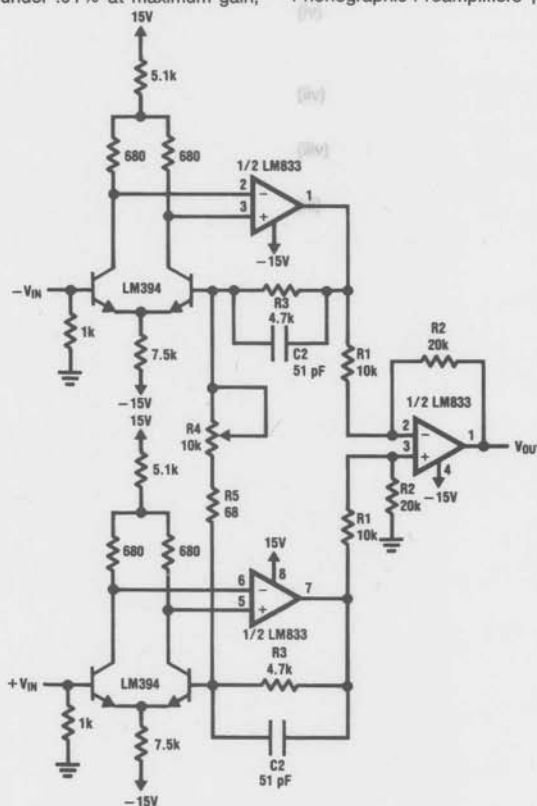 under .01% at maximum gain,
15V
5.1k
680 680
1/2 LM833
2 − 1
3 +
−15V
−VIN LM394
R3
4.7k
1k
C2
51 pF
7.5k
R1
10k
R2
20k
−15V
15V
1/2 LM833
2 − 1 VOUT
3 +
4
−15V
R4
10k
5.1k
R2
20k
R5
68
R1
10k
680 680
15V
8
6 − 7
5 +
1/2 LM833
R3
4.7k
+VIN LM394
1k
7.5k
C2
51 pF
−15V